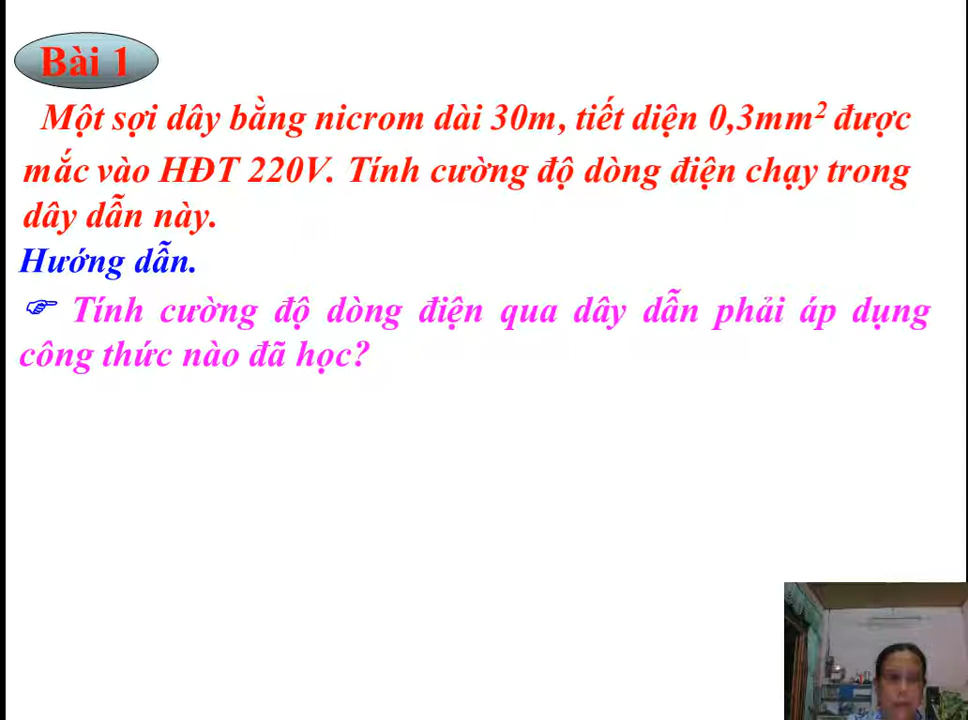 Bài 1
Một sợi dây bằng nicrom dài 30m, tiết diện 0,3mm² được
mắc vào HĐT 220V. Tính cường độ dòng điện chạy trong
dây dẫn này.
Hướng dẫn.
☞ Tính cường độ dòng điện qua dây dẫn phải áp dụng
công thức nào đã học?